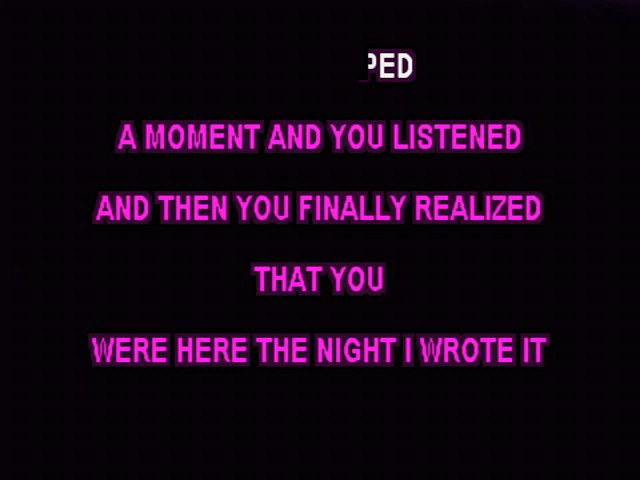 PED
A MOMENT AND YOU LISTENED
AND THEN YOU FINALLY REALIZED
THAT YOU
WERE HERE THE NIGHT I WROTE IT